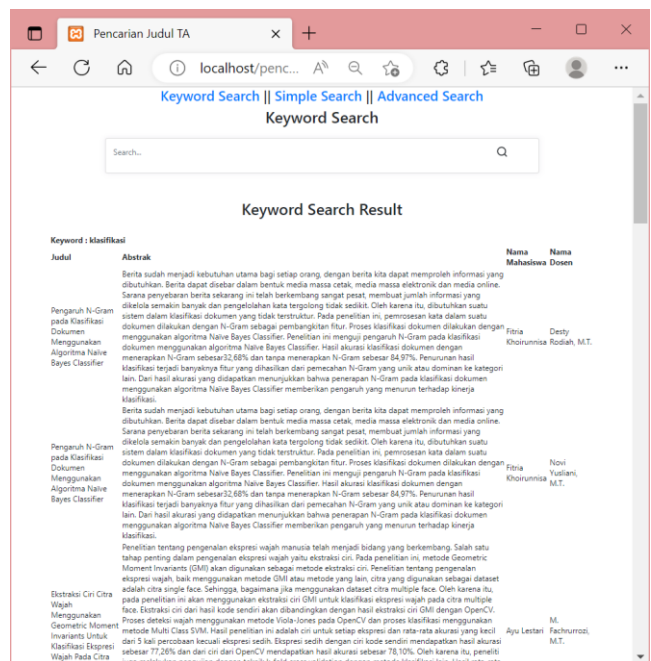 Pencarian Judul TA
localhost/penc...
Keyword Search || Simple Search || Advanced Search
Keyword Search
Search...
Keyword Search Result
Keyword : klasifikasi
Judul Abstrak Nama Mahasiswa Nama Dosen
Pengaruh N-Gram
pada Klasifikasi
Dokumen
Menggunakan
Algoritma Naïve
Bayes Classifier
Berita sudah menjadi kebutuhan utama bagi setiap orang, dengan berita kita dapat memproleh informasi yang
dibutuhkan. Berita dapat disebar dalam bentuk media massa cetak, media massa elektronik dan media online.
Sarana penyebaran berita sekarang ini telah berkembang sangat pesat, membuat jumlah informasi yang
dikelola semakin banyak dan pengelolahan kata tergolong tidak sedikit. Oleh karena itu, dibutuhkan suatu
sistem dalam klasifikasi dokumen yang tidak terstruktur. Pada penelitian ini, pemrosesan kata dalam suatu
dokumen dilakukan dengan N-Gram sebagai pembangkitan fitur. Proses klasifikasi dokumen dilakukan dengan
menggunakan algoritma Naïve Bayes Classifier. Penelitian ini menguji pengaruh N-Gram pada klasifikasi
dokumen menggunakan algoritma Naïve Bayes Classifier. Hasil akurasi klasifikasi dokumen dengan
menerapkan N-Gram sebesar32,68% dan tanpa menerapkan N-Gram sebesar 84,97%. Penurunan hasil
klasifikasi terjadi banyaknya fitur yang dihasilkan dari pemecahan N-Gram yang unik atau dominan ke kategori
lain. Dari hasil akurasi yang didapatkan menunjukkan bahwa penerapan N-Gram pada klasifikasi dokumen
menggunakan algoritma Naïve Bayes Classifier memberikan pengaruh yang menurun terhadap kinerja
klasifikasi.
Fitria
Khoirunnisa
Desty
Rodiah, M.T.
Pengaruh N-Gram
pada Klasifikasi
Dokumen
Menggunakan
Algoritma Naïve
Bayes Classifier
Berita sudah menjadi kebutuhan utama bagi setiap orang, dengan berita kita dapat memproleh informasi yang
dibutuhkan. Berita dapat disebar dalam bentuk media massa cetak, media massa elektronik dan media online.
Sarana penyebaran berita sekarang ini telah berkembang sangat pesat, membuat jumlah informasi yang
dikelola semakin banyak dan pengelolahan kata tergolong tidak sedikit. Oleh karena itu, dibutuhkan suatu
sistem dalam klasifikasi dokumen yang tidak terstruktur. Pada penelitian ini, pemrosesan kata dalam suatu
dokumen dilakukan dengan N-Gram sebagai pembangkitan fitur. Proses klasifikasi dokumen dilakukan dengan
menggunakan algoritma Naïve Bayes Classifier. Penelitian ini menguji pengaruh N-Gram pada klasifikasi
dokumen menggunakan algoritma Naïve Bayes Classifier. Hasil akurasi klasifikasi dokumen dengan
menerapkan N-Gram sebesar32,68% dan tanpa menerapkan N-Gram sebesar 84,97%. Penurunan hasil
klasifikasi terjadi banyaknya fitur yang dihasilkan dari pemecahan N-Gram yang unik atau dominan ke kategori
lain. Dari hasil akurasi yang didapatkan menunjukkan bahwa penerapan N-Gram pada klasifikasi dokumen
menggunakan algoritma Naïve Bayes Classifier memberikan pengaruh yang menurun terhadap kinerja
klasifikasi.
Fitria
Khoirunnisa
Novi
Yusliani,
M.T.
Ekstraksi Ciri Citra
Wajah
Menggunakan
Geometric Moment
Invariants Untuk
Klasifikasi Ekspresi
Wajah Pada Citra
Penelitian tentang pengenalan ekspresi wajah manusia telah menjadi bidang yang berkembang. Salah satu
tahap penting dalam pengenalan ekspresi wajah yaitu ekstraksi ciri. Pada penelitian ini, metode Geometric
Moment Invariants (GMI) akan digunakan sebagai metode ekstraksi ciri. Penelitian tentang pengenalan
ekspresi wajah, baik menggunakan metode GMI atau metode yang lain, citra yang digunakan sebagai dataset
adalah citra single face. Sehingga, bagaimana jika menggunakan dataset citra multiple face. Oleh karena itu,
pada penelitian ini akan menggunakan ekstraksi ciri GMI untuk klasifikasi ekspresi wajah pada citra multiple
face. Ekstraksi ciri dari hasil kode sendiri akan dibandingkan dengan hasil ekstraksi ciri GMI dengan OpenCV.
Proses deteksi wajah menggunakan metode Viola-Jones pada OpenCV dan proses klasifikasi menggunakan
metode Multi Class SVM. Hasil penelitian ini adalah ciri untuk setiap ekspresi dan rata-rata akurasi yang kecil
dari 5 kali percobaan kecuali ekspresi sedih. Ekspresi sedih dengan ciri kode sendiri mendapatkan hasil akurasi
sebesar 77,26% dan dari ciri dari OpenCV mendapatkan hasil akurasi sebesar 78,10%. Oleh karena itu, peneliti
Ayu Lestari
M.
Fachrurrozi,
M.T.